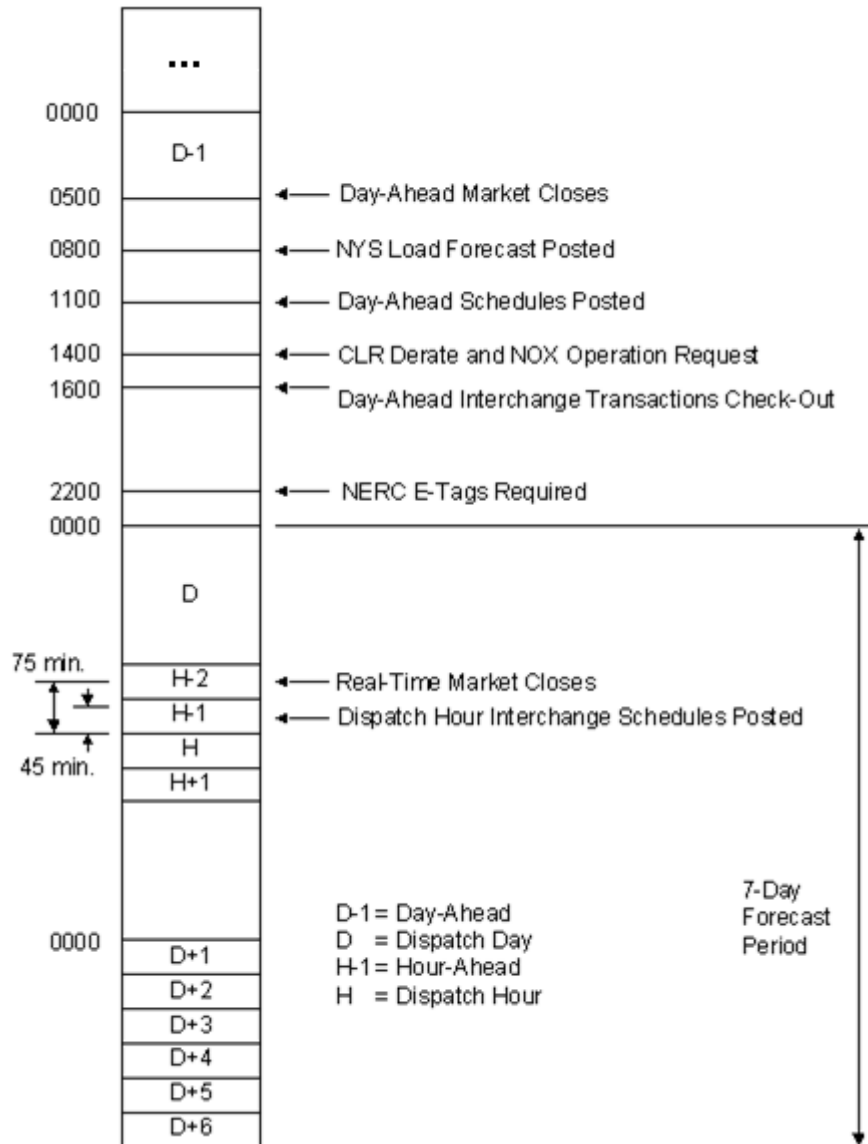 ...
0000
D-1
0500
Day-Ahead Market Closes
0800
NYS Load Forecast Posted
1100
Day-Ahead Schedules Posted
1400
CLR Derate and NOX Operation Request
1600
Day-Ahead Interchange Transactions Check-Out
2200
NERC E-Tags Required
0000
D
75 min.
H-2
Real-Time Market Closes
H-1
Dispatch Hour Interchange Schedules Posted
H
45 min.
H+1
7-Day
Forecast
Period
D-1 = Day-Ahead
D = Dispatch Day
H-1 = Hour-Ahead
H = Dispatch Hour
0000
D+1
D+2
D+3
D+4
D+5
D+6